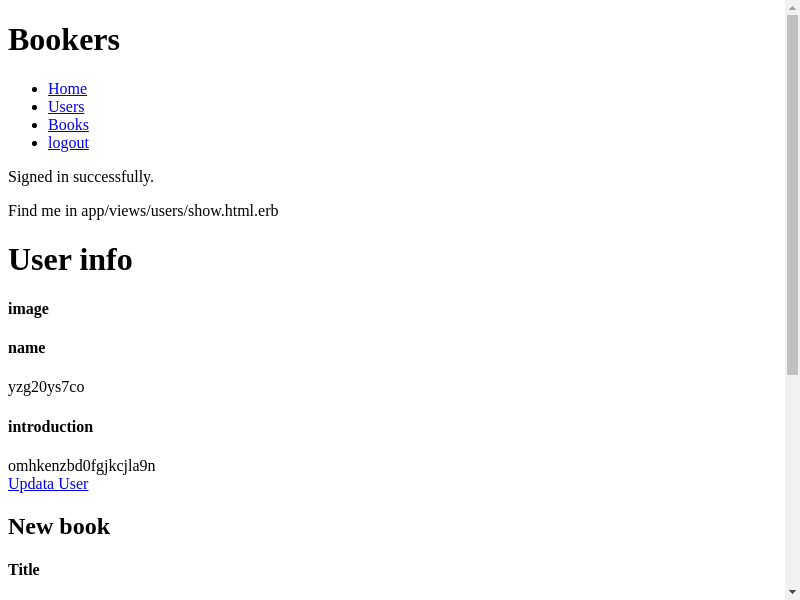 Bookers
Home
Users
Books
logout
Signed in successfully.
Find me in app/views/users/show.html.erb
User info
image
name
yzg20ys7co
introduction
omhkenzbd0fgjkcjla9n
Updata User
New book
Title